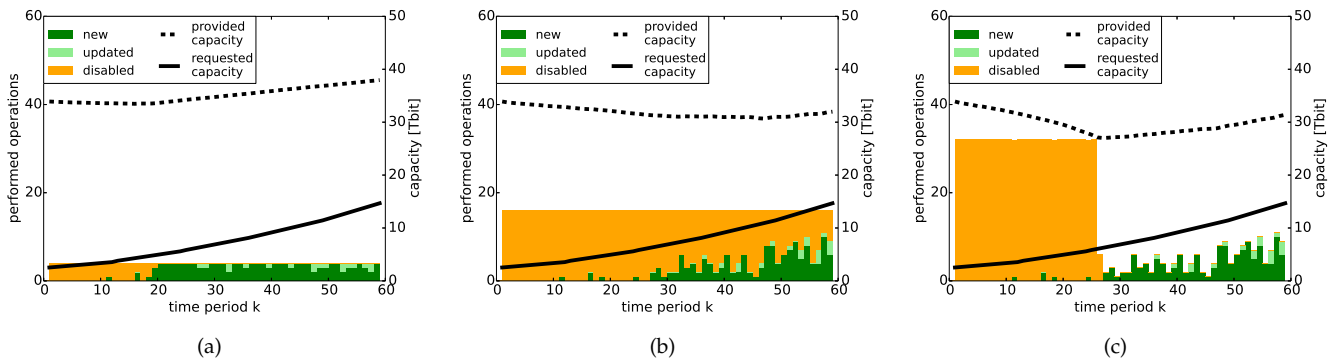 60
40
20
0
performed operations
new
updated
disabled
provided
capacity
requested
capacity
50
40
30
20
10
0
capacity [Tbit]
0 10 20 30 40 50 60
time period k
(a)
60
40
20
0
performed operations
new
updated
disabled
provided
capacity
requested
capacity
50
40
30
20
10
0
capacity [Tbit]
0 10 20 30 40 50 60
time period k
(b)
60
40
20
0
performed operations
new
updated
disabled
provided
capacity
requested
capacity
50
40
30
20
10
0
capacity [Tbit]
0 10 20 30 40 50 60
time period k
(c)